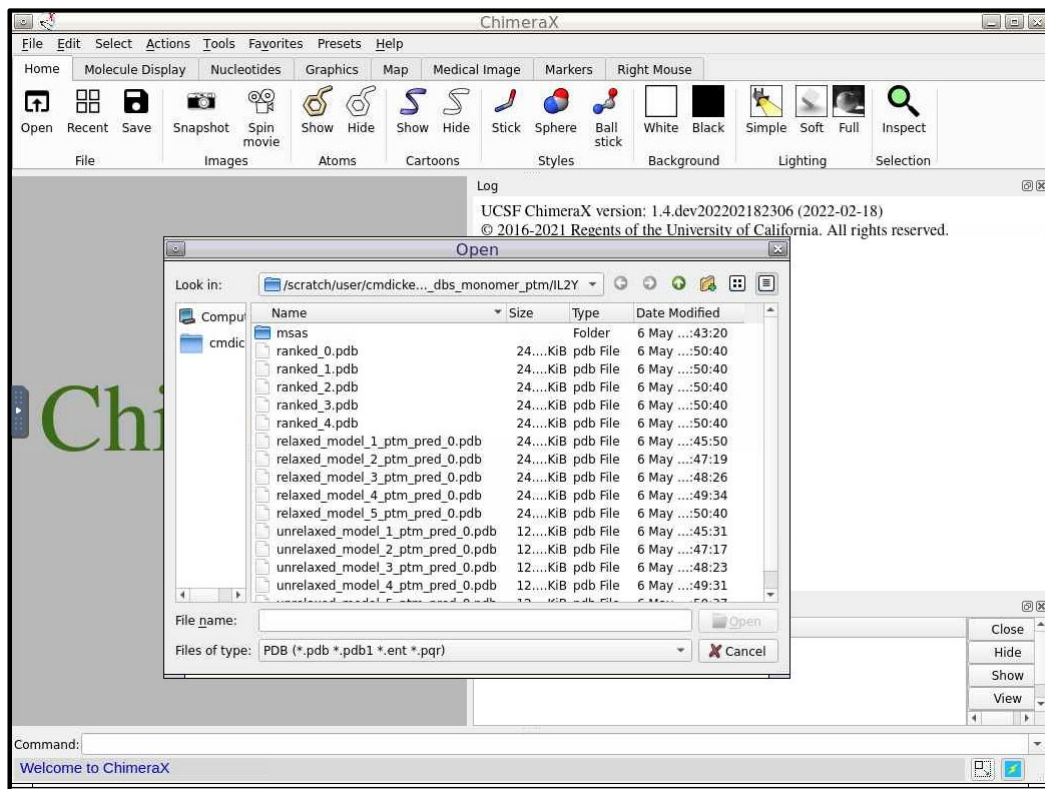 ChimeraX
File Edit Select Actions Tools Favorites Presets Help
Home Molecule Display Nucleotides Graphics Map Medical Image Markers Right Mouse
Open Recent Save Snapshot Spin movie Show Hide Show Hide Stick Sphere Ball stick White Black Simple Soft Full Inspect
File Images Atoms Cartoons Styles Background Lighting Selection
Log
UCSF ChimeraX version: 1.4.dev202202182306 (2022-02-18)
© 2016-2021 Regents of the University of California. All rights reserved.
Open
Look in: /scratch/user/cmdicke..._dbs_monomer_ptm/IL2Y
Comput
cmdic
Name Size Type Date Modified
msas Folder 6 May ...:43:20
ranked_0.pdb 24....KiB pdb File 6 May ...:50:40
ranked_1.pdb 24....KiB pdb File 6 May ...:50:40
ranked_2.pdb 24....KiB pdb File 6 May ...:50:40
ranked_3.pdb 24....KiB pdb File 6 May ...:50:40
ranked_4.pdb 24....KiB pdb File 6 May ...:50:40
relaxed_model_1_ptm_pred_0.pdb 24....KiB pdb File 6 May ...:45:50
relaxed_model_2_ptm_pred_0.pdb 24....KiB pdb File 6 May ...:47:19
relaxed_model_3_ptm_pred_0.pdb 24....KiB pdb File 6 May ...:48:26
relaxed_model_4_ptm_pred_0.pdb 24....KiB pdb File 6 May ...:49:34
relaxed_model_5_ptm_pred_0.pdb 24....KiB pdb File 6 May ...:50:40
unrelaxed_model_1_ptm_pred_0.pdb 12....KiB pdb File 6 May ...:45:31
unrelaxed_model_2_ptm_pred_0.pdb 12....KiB pdb File 6 May ...:47:17
unrelaxed_model_3_ptm_pred_0.pdb 12....KiB pdb File 6 May ...:48:23
unrelaxed_model_4_ptm_pred_0.pdb 12....KiB pdb File 6 May ...:49:31
File name: Open
Files of type: PDB (*.pdb *.pdb1 *.ent *.pqr) Cancel
Chi
Close
Hide
Show
View
Command:
Welcome to ChimeraX